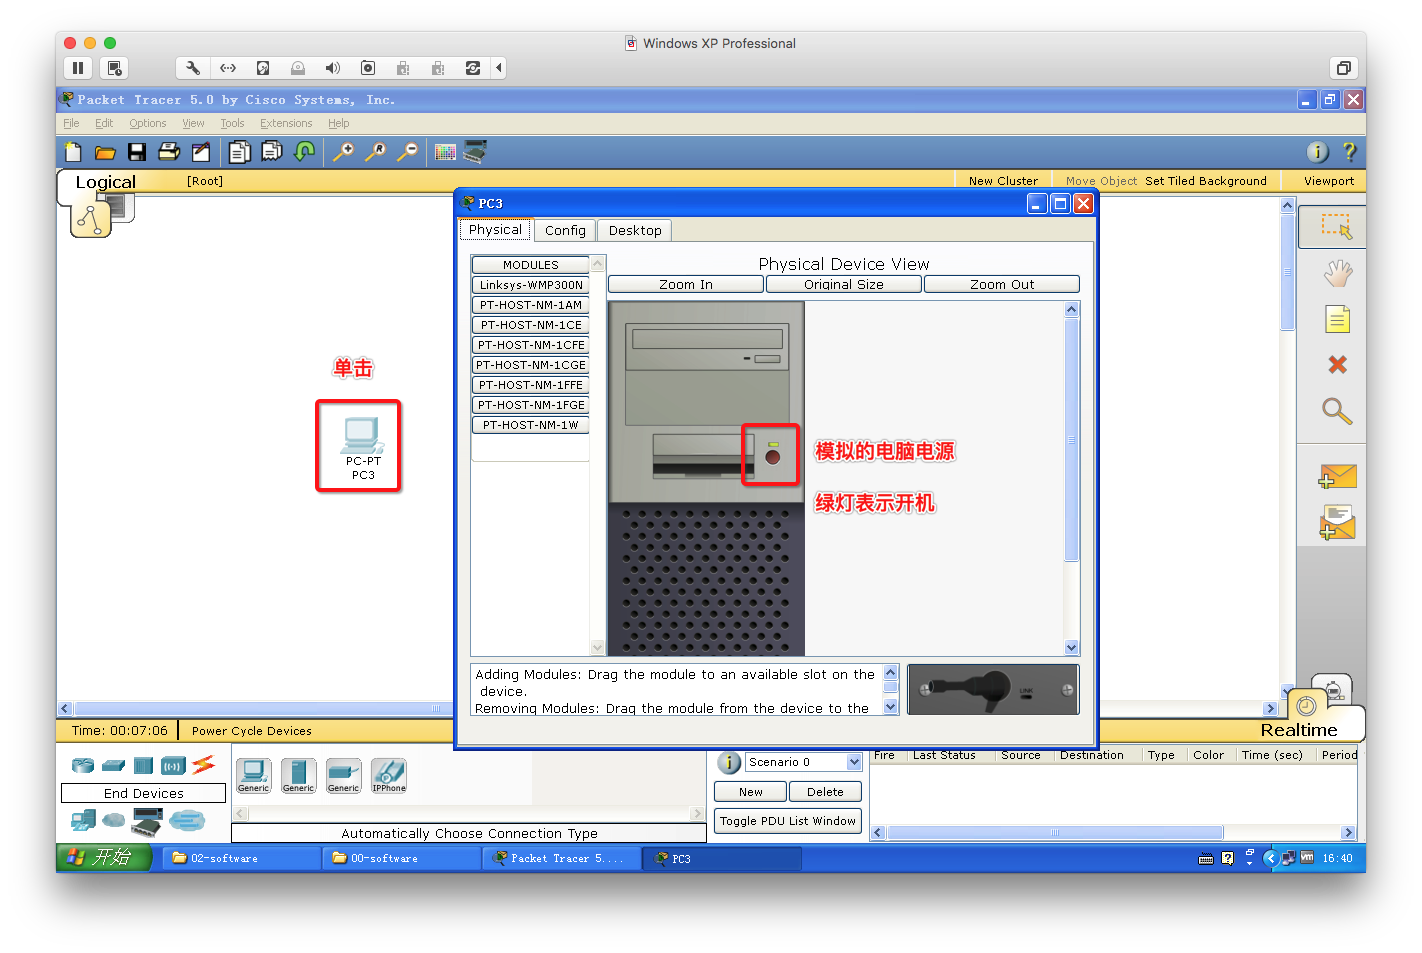 Windows XP Professional
Packet Tracer 5.0 by Cisco Systems, Inc.
File Edit Options View Tools Extensions Help
Logical [Root] New Cluster Move Object Set Tiled Background Viewport
PC3
Physical Config Desktop
MODULES
Linksys-WMP300N
PT-HOST-NM-1AM
PT-HOST-NM-1CE
PT-HOST-NM-1CFE
PT-HOST-NM-1CGE
PT-HOST-NM-1FFE
PT-HOST-NM-1FGE
PT-HOST-NM-1W
Physical Device View
Zoom In Original Size Zoom Out
单击
PC-PT
PC3
模拟的电脑电源
绿灯表示开机
Adding Modules: Drag the module to an available slot on the
device.
Removing Modules: Drag the module from the device to the
LINK
Time: 00:07:06 Power Cycle Devices
Realtime
End Devices
Generic Generic Generic IPPhone
Automatically Choose Connection Type
Scenario 0
New Delete
Toggle PDU List Window
Fire Last Status Source Destination Type Color Time (sec) Period
开始 02-software 00-software Packet Tracer 5.... PC3 16:40